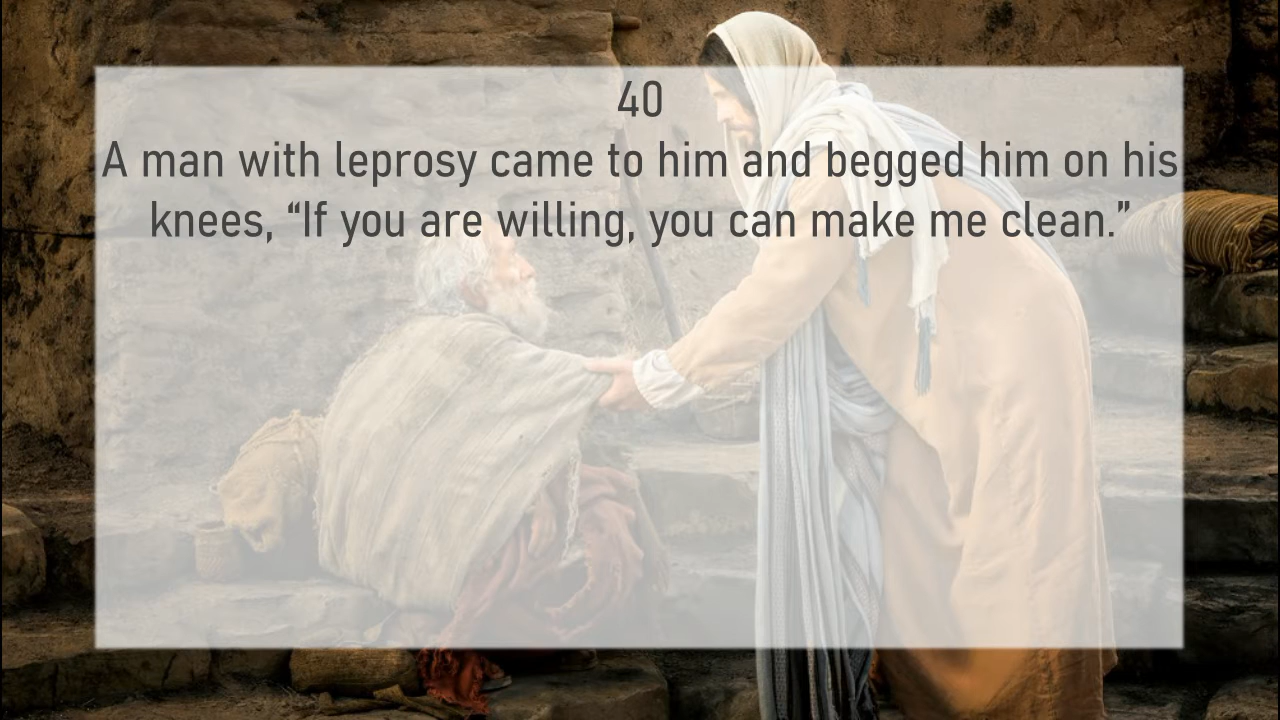 40
A man with leprosy came to him and begged him on his
knees, “If you are willing, you can make me clean.”